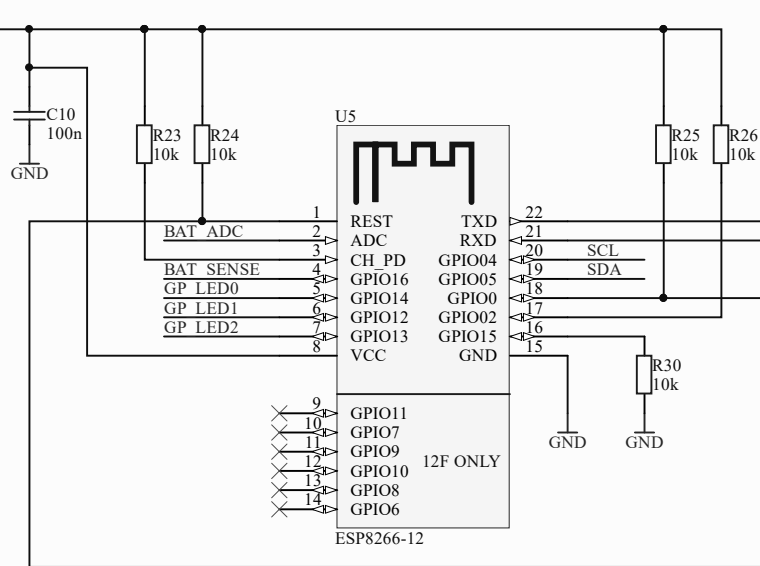 U5
C10
100n
R23
10k
R24
10k
R25
10k
R26
10k
GND
1 REST TXD 22
BAT_ADC 2 ADC RXD 21
3 CH_PD GPIO04 20 SCL
BAT_SENSE 4 GPIO16 GPIO05 19 SDA
GP_LED0 5 GPIO14 GPIO0 18
GP_LED1 6 GPIO12 GPIO02 17
GP_LED2 7 GPIO13 GPIO15 16
8 VCC GND 15
R30
10k
9 GPIO11
10 GPIO7
11 GPIO9
12 GPIO10
13 GPIO8
14 GPIO6
12F ONLY
GND
GND
ESP8266-12